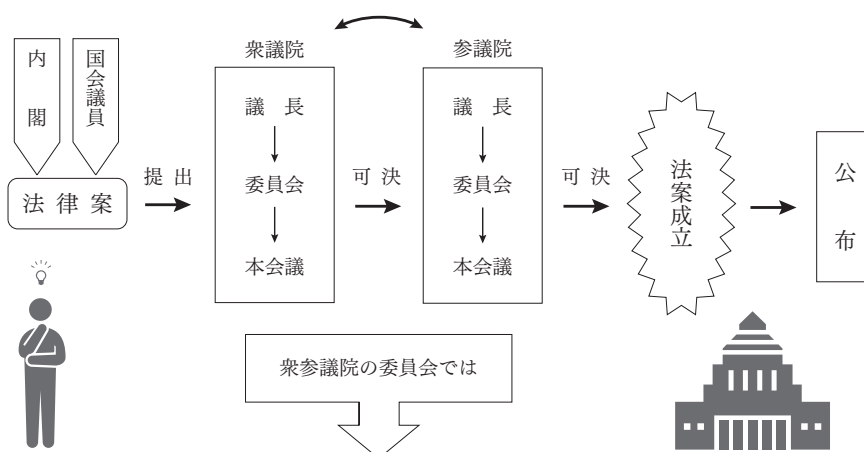 内閣
国会議員
法律案
提出
衆議院
議長
委員会
本会議
可決
参議院
議長
委員会
本会議
可決
法案成立
公布
衆参議院の委員会では